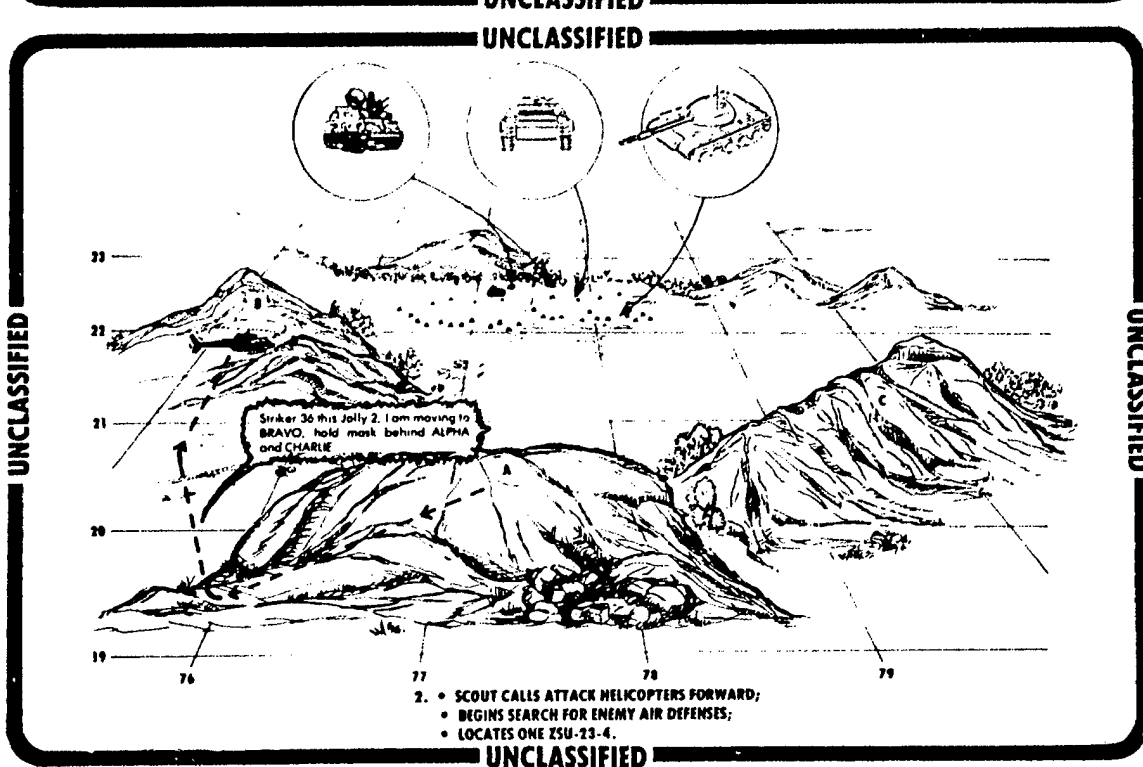 UNCLASSIFIED
UNCLASSIFIED
UNCLASSIFIED
UNCLASSIFIED
23
22
21
20
19
B
C
A
Striker 36 this Jolly 2. I am moving to
BRAVO, hold mask behind ALPHA
and CHARLIE
76
77
78
79
2. • SCOUT CALLS ATTACK HELICOPTERS FORWARD;
• BEGINS SEARCH FOR ENEMY AIR DEFENSES;
• LOCATES ONE ZSU-23-4.
UNCLASSIFIED